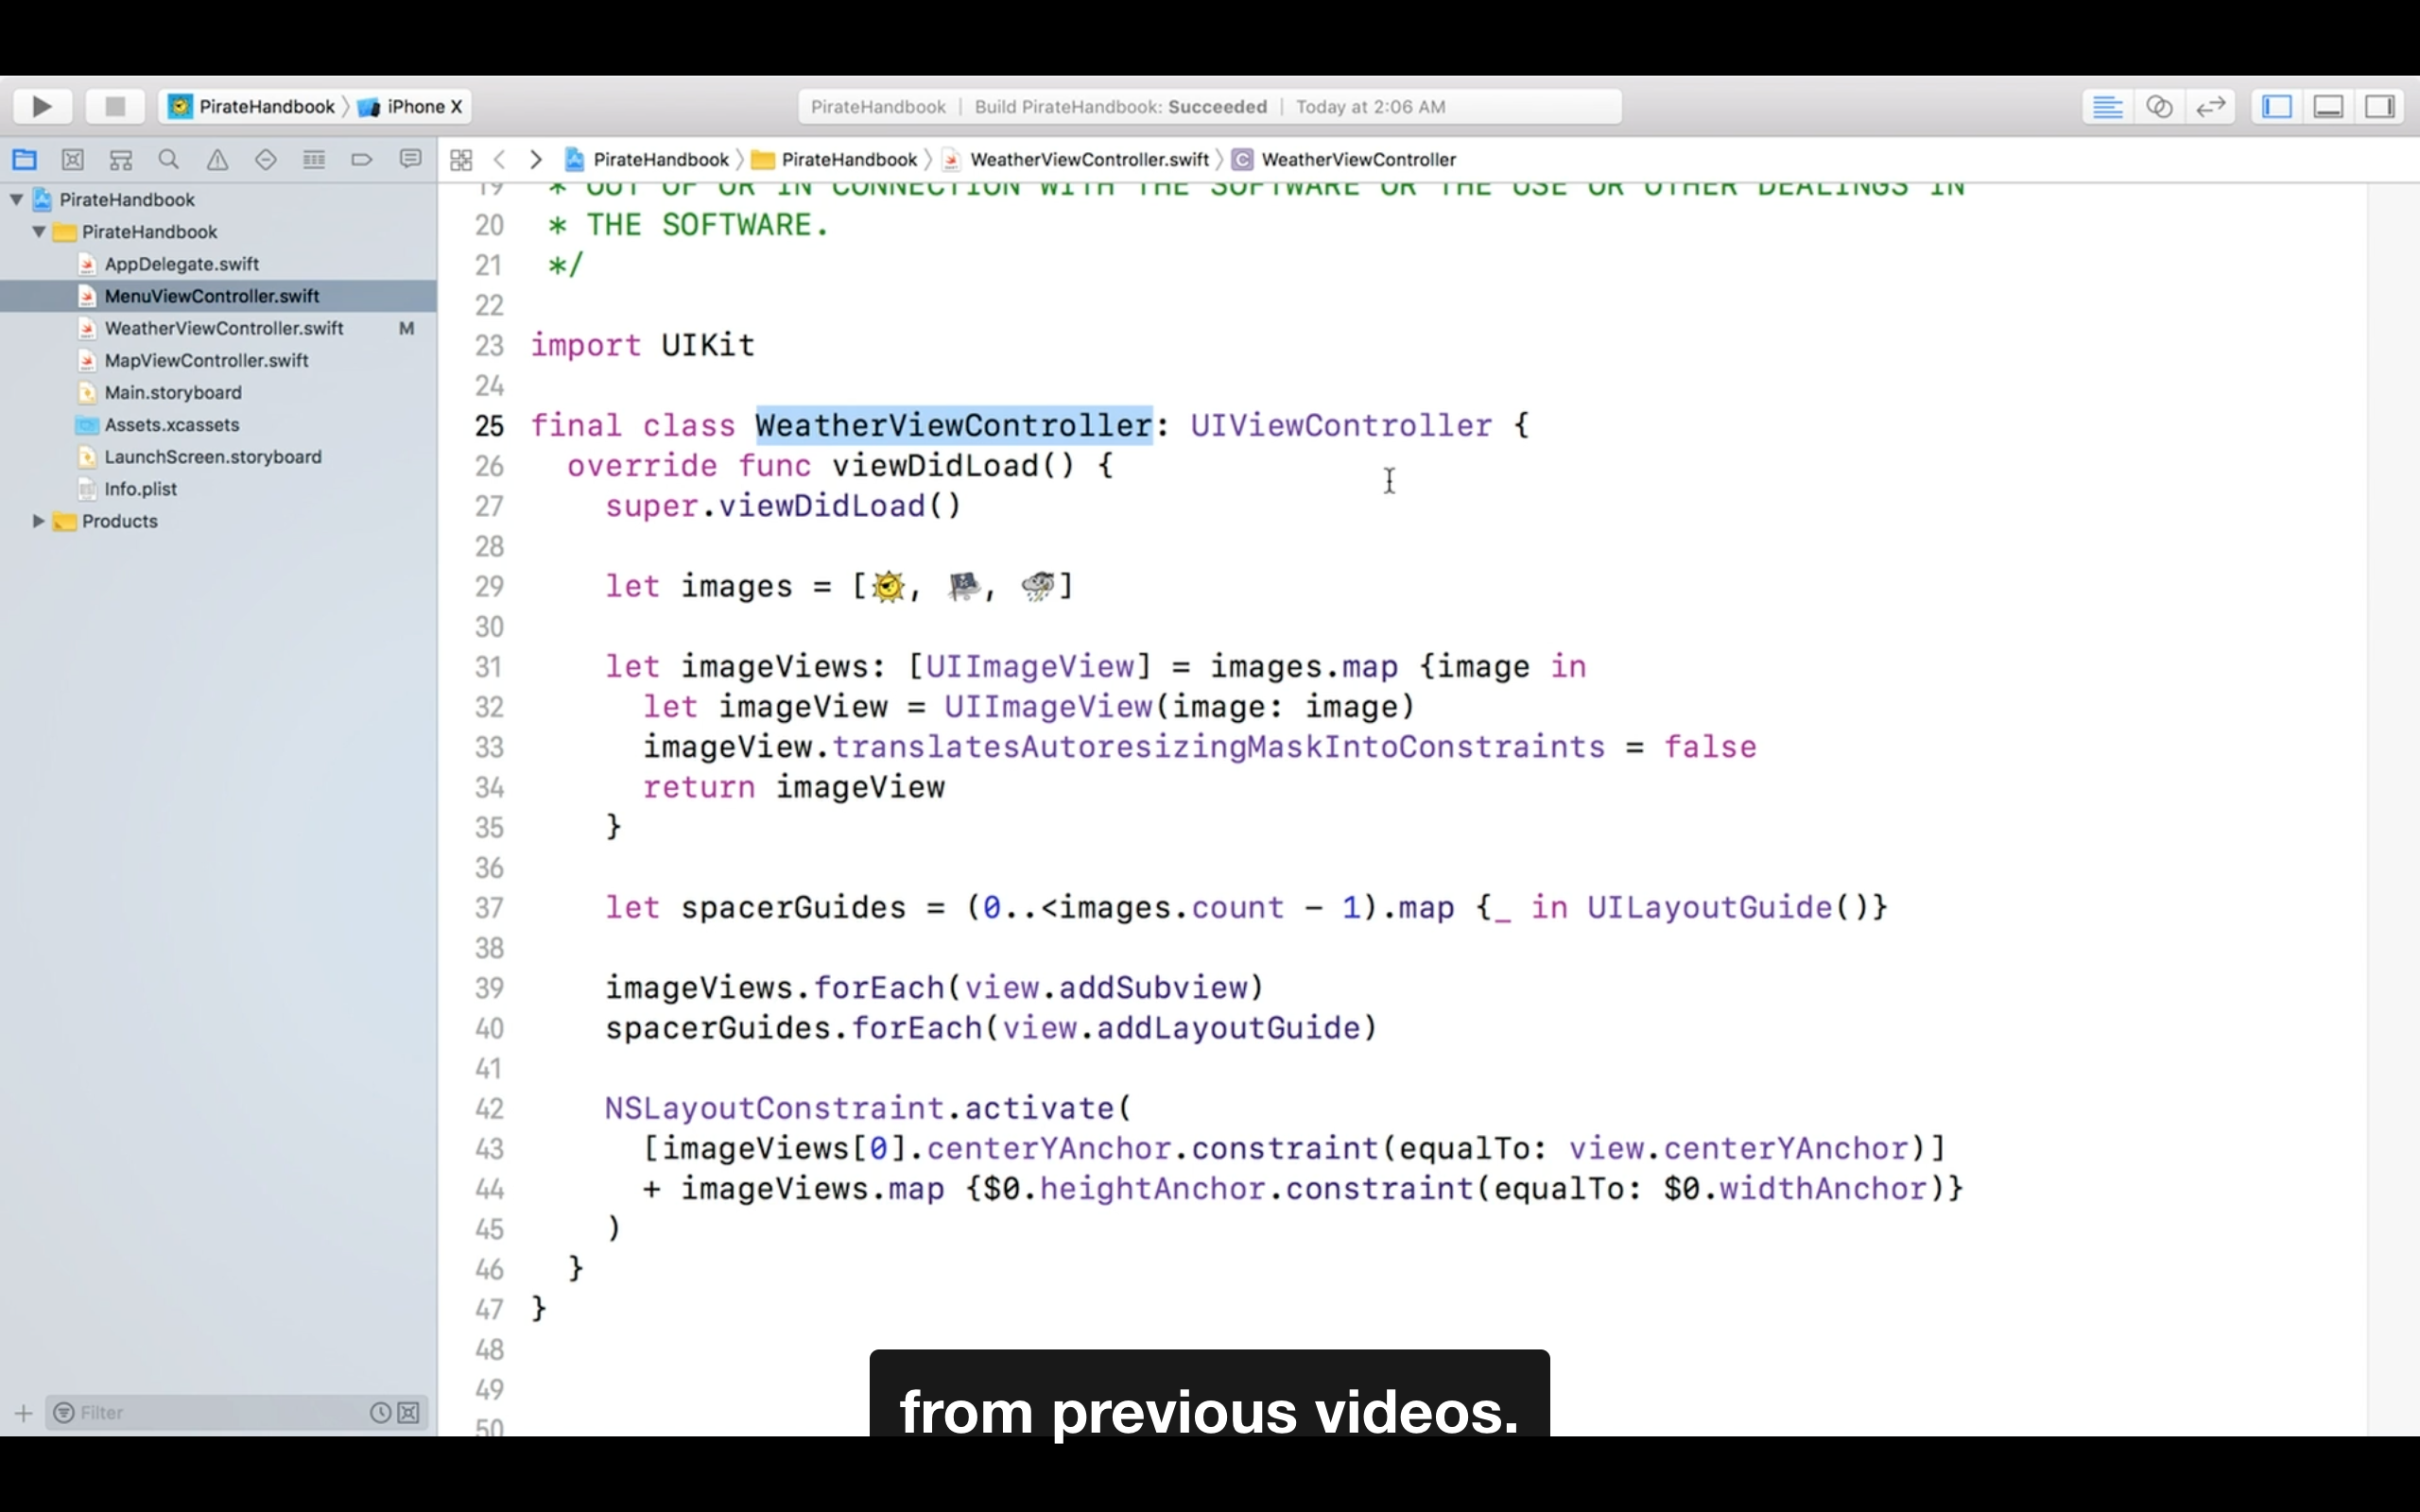 PirateHandbook iPhone X
PirateHandbook | Build PirateHandbook: Succeeded | Today at 2:06 AM
PirateHandbook
PirateHandbook
AppDelegate.swift
MenuViewController.swift
WeatherViewController.swift M
MapViewController.swift
Main.storyboard
Assets.xcassets
LaunchScreen.storyboard
Info.plist
Products
Filter
PirateHandbook PirateHandbook WeatherViewController.swift C WeatherViewController
19 * OUT OF OR IN CONNECTION WITH THE SOFTWARE OR THE USE OR OTHER DEALINGS IN
20 * THE SOFTWARE.
21 */
22
23 import UIKit
24
25 final class WeatherViewController: UIViewController {
26 override func viewDidLoad() {
27 super.viewDidLoad()
28
29 let images = [, , ]
30
31 let imageViews: [UIImageView] = images.map {image in
32 let imageView = UIImageView(image: image)
33 imageView.translatesAutoresizingMaskIntoConstraints = false
34 return imageView
35 }
36
37 let spacerGuides = (0..<images.count - 1).map {_ in UILayoutGuide()}
38
39 imageViews.forEach(view.addSubview)
40 spacerGuides.forEach(view.addLayoutGuide)
41
42 NSLayoutConstraint.activate(
43 [imageViews[0].centerYAnchor.constraint(equalTo: view.centerYAnchor)]
44 + imageViews.map {$0.heightAnchor.constraint(equalTo: $0.widthAnchor)}
45 )
46 }
47 }
48
49
50
from previous videos.